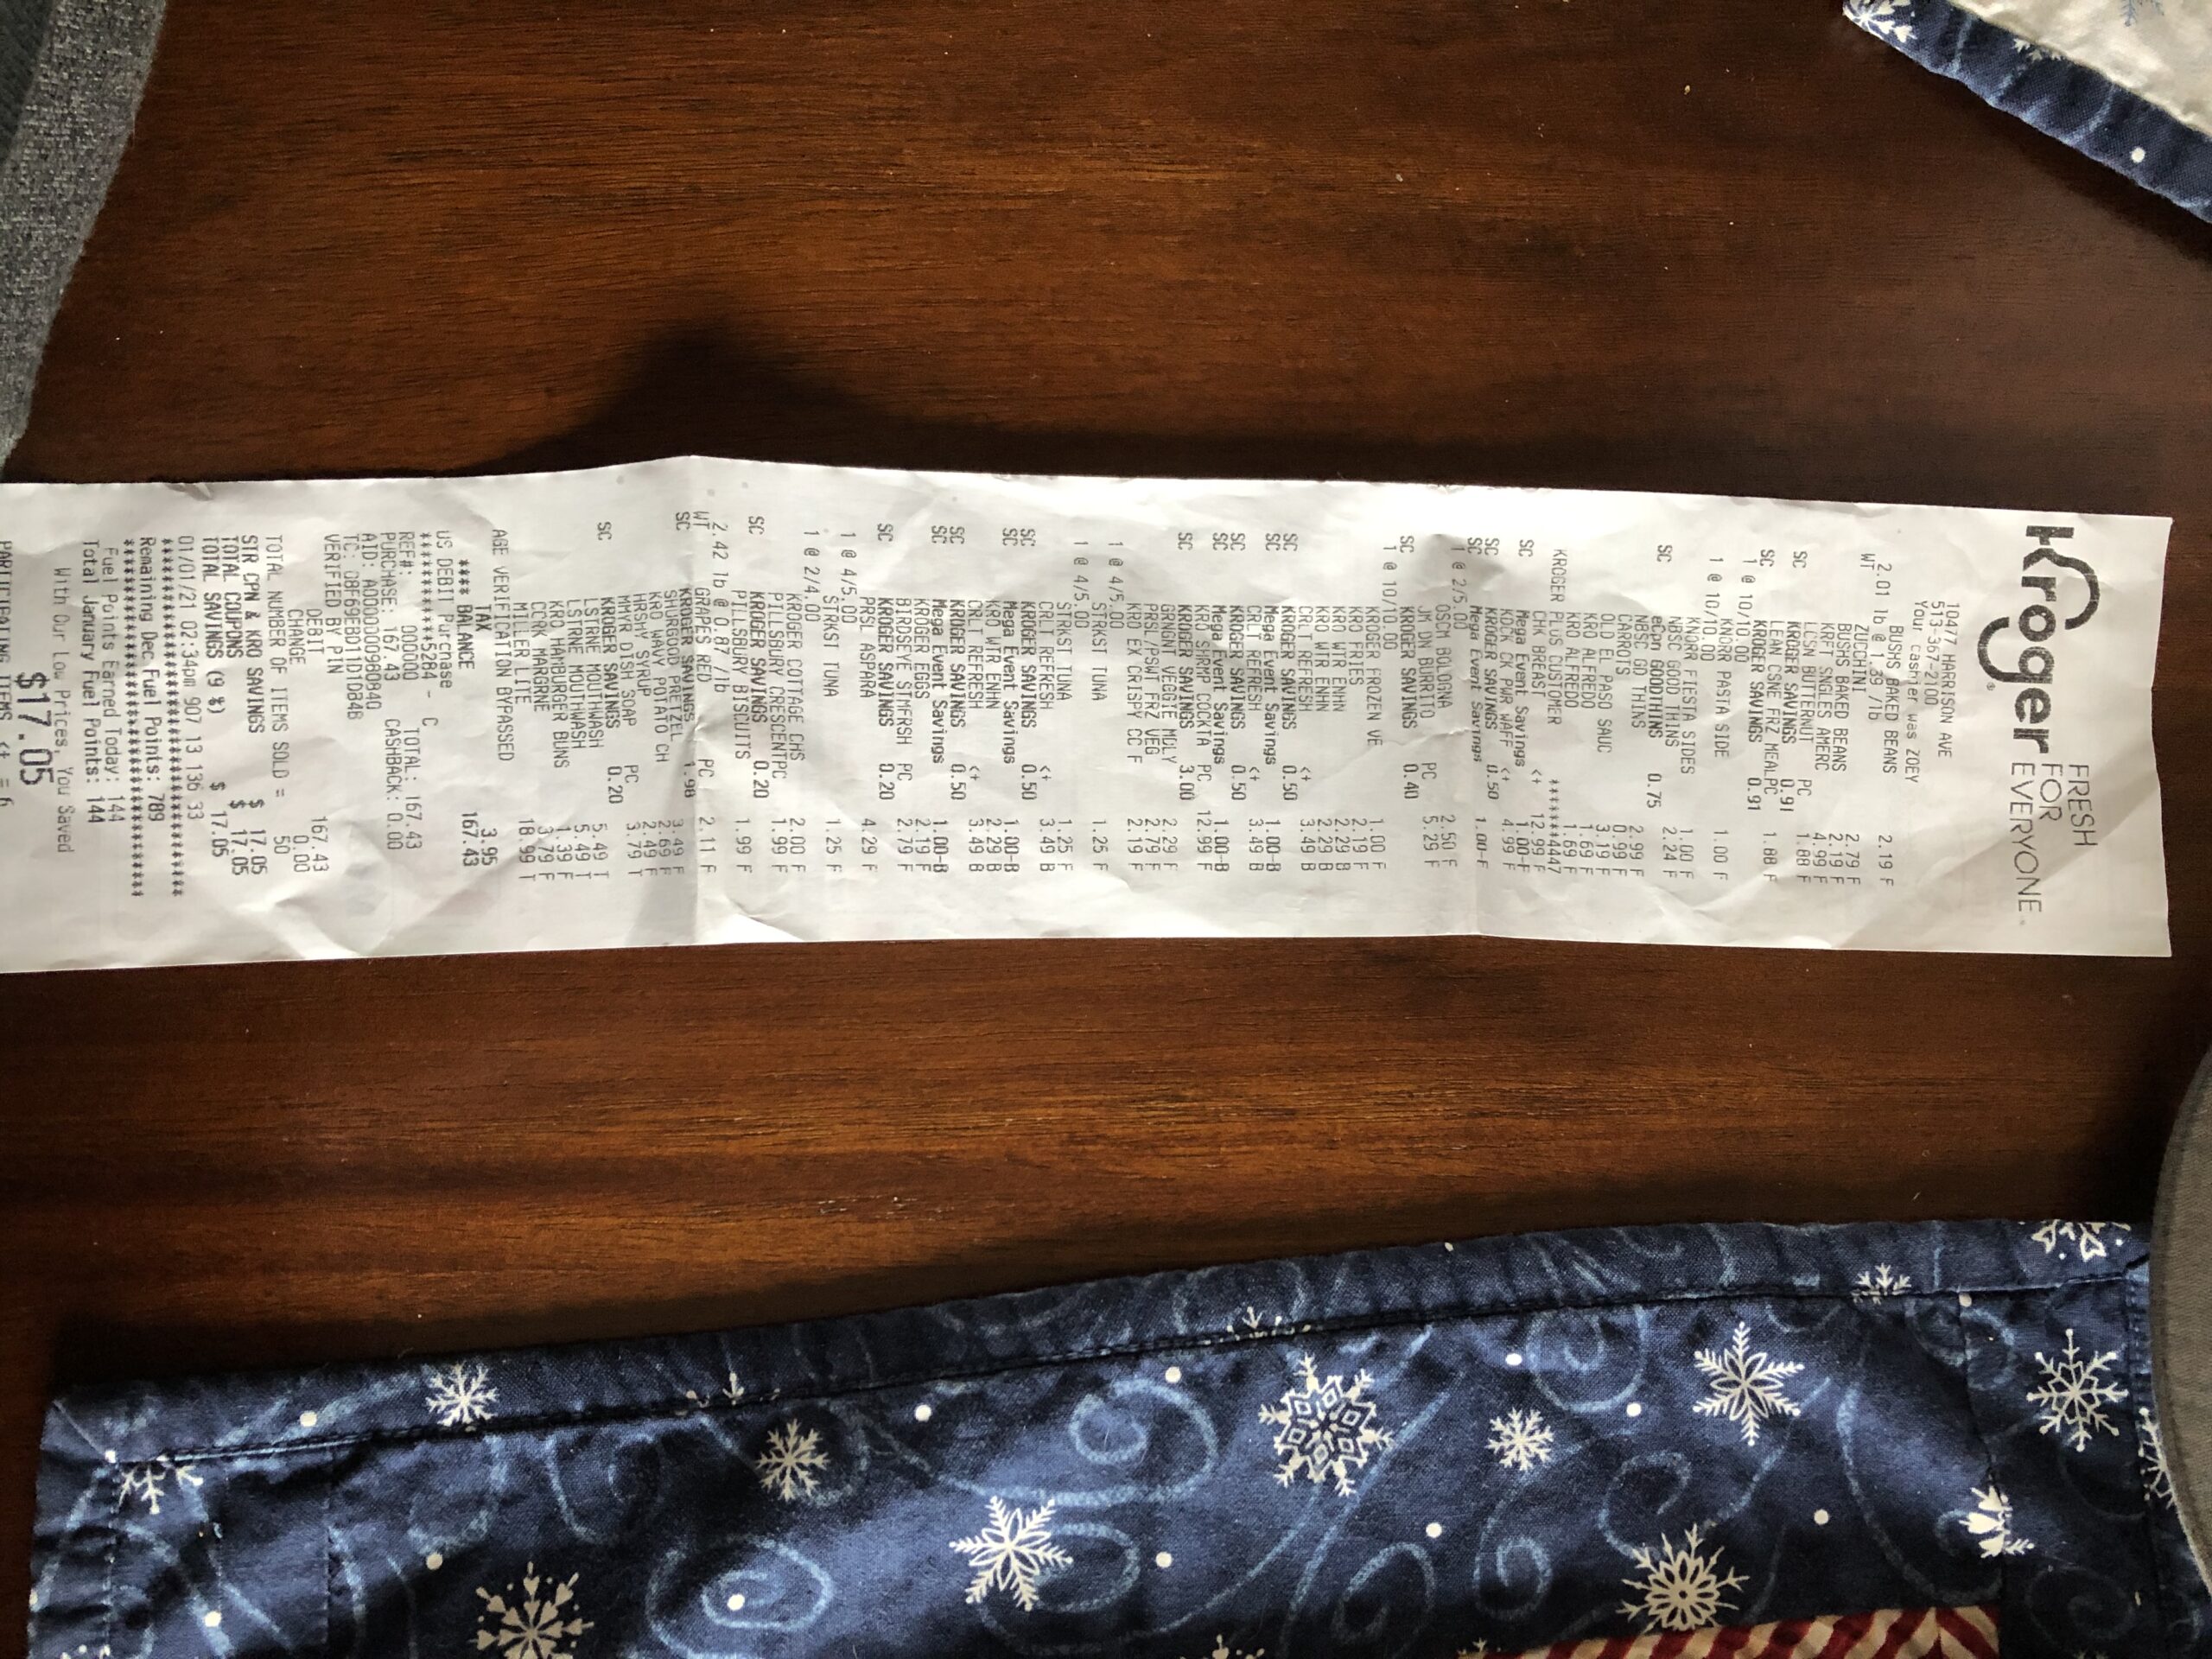 Kroger®
FRESH
FOR
EVERYONE
10477 HARRISON AVE
513-367-2100
Your cashier was ZOEY
BUSHS BAKED BEANS 2.19 F
2.01 lb @ 1.39 /lb
WT ZUCCHINI 2.79 F
BUSHS BAKED BEANS 2.19 F
KRFT SNGLES AMERC 4.99 F
LCSN BUTTERNUT PC 1.88 F
SC KROGER SAVINGS 0.91
LEAN CSNE FRZ MEALPC 1.88 F
SC KROGER SAVINGS 0.91
1 @ 10/10.00
KNORR PASTA SIDE 1.00 F
1 @ 10/10.00
KNORR FIESTA SIDES 1.00 F
NBSC GOOD THINS 2.24 F
SC eCpn GOODTHINS 0.75
NBSC GD THINS 2.99 F
CARROTS 0.99 F
OLD EL PASO SAUC 3.19 F
KRO ALFREDO 1.69 F
KRO ALFREDO 1.69 F
KROGER PLUS CUSTOMER *******4447
CHK BREAST <+ 12.99 F
SC Mega Event Savings 1.00-F
KDCK CK PWR WAFF <+ 4.99 F
SC KROGER SAVINGS 0.50
SC Mega Event Savings 1.00-F
1 @ 2/5.00
OSCM BOLOGNA 2.50 F
JM DN BURRITO PC 5.29 F
SC KROGER SAVINGS 0.40
1 @ 10/10.00
KROGER FROZEN VE 1.00 F
KRO FRIES 2.19 F
KRO WTR ENHN 2.29 B
KRO WTR ENHN 2.29 B
CRLT REFRESH <+ 3.49 B
SC KROGER SAVINGS 0.50
SC Mega Event Savings 1.00-B
CRLT REFRESH <+ 3.49 B
SC KROGER SAVINGS 0.50
SC Mega Event Savings 1.00-B
KRO SHRMP COCKTA PC 12.99 F
SC KROGER SAVINGS 3.00
GRNGNT VEGGIE MDLY 2.29 F
PRSL/PSWT FRZ VEG 2.79 F
KRO EX CRISPY CC F 2.19 F
1 @ 4/5.00
STRKST TUNA 1.25 F
1 @ 4/5.00
STRKST TUNA 1.25 F
CRLT REFRESH <+ 3.49 B
SC KROGER SAVINGS 0.50
SC Mega Event Savings 1.00-B
KRO WTR ENHN 2.29 B
CRLT REFRESH <+ 3.49 B
SC KROGER SAVINGS 0.50
SC Mega Event Savings 1.00-B
KROGER EGGS 2.19 F
BIRDSEYE STMFRSH PC 2.79 F
SC KROGER SAVINGS 0.20
PRSL ASPARA 4.29 F
1 @ 4/5.00
STRKST TUNA 1.25 F
1 @ 2/4.00
KROGER COTTAGE CHS 2.00 F
PILLSBURY CRESCENTPC 1.99 F
SC KROGER SAVINGS 0.20
PILLSBURY BISCUITS 1.99 F
2.42 lb @ 0.87 /lb
WT GRAPES RED PC 2.11 F
SC KROGER SAVINGS 1.98
SHURGOD PRETZEL 3.49 F
KRO WAVY POTATO CH 2.69 F
HRSHY SYRUP 2.49 F
MMYR DISH SOAP PC 3.79 T
SC KROGER SAVINGS 0.20
LSTRNE MOUTHWASH 5.49 T
LSTRNE MOUTHWASH 5.49 T
KRO HAMBURGER BUNS 1.39 F
CCRK MARGRNE 3.79 F
MILLER LITE 18.99 T
AGE VERIFICATION BYPASSED
TAX 3.95
**** BALANCE 167.43
US DEBIT Purchase
************5284 - C
REF#: 000000 TOTAL: 167.43
PURCHASE: 167.43 CASHBACK: 0.00
AID: A0000000980840
VERIFIED BY PIN
DEBIT 167.43
CHANGE 0.00
TOTAL NUMBER OF ITEMS SOLD = 50
STR CPN & KRO SAVINGS $ 17.05
TOTAL COUPONS $ 17.05
TOTAL SAVINGS (9 %) $ 17.05
01/01/21 02:34pm 907 13 136 33
************************************
Remaining Dec Fuel Points: 789
************************************
Fuel Points Earned Today: 144
Total January Fuel Points: 144
With Our Low Prices, You Saved
$17.05
PARTICIPATING ITEMS <+ = 6